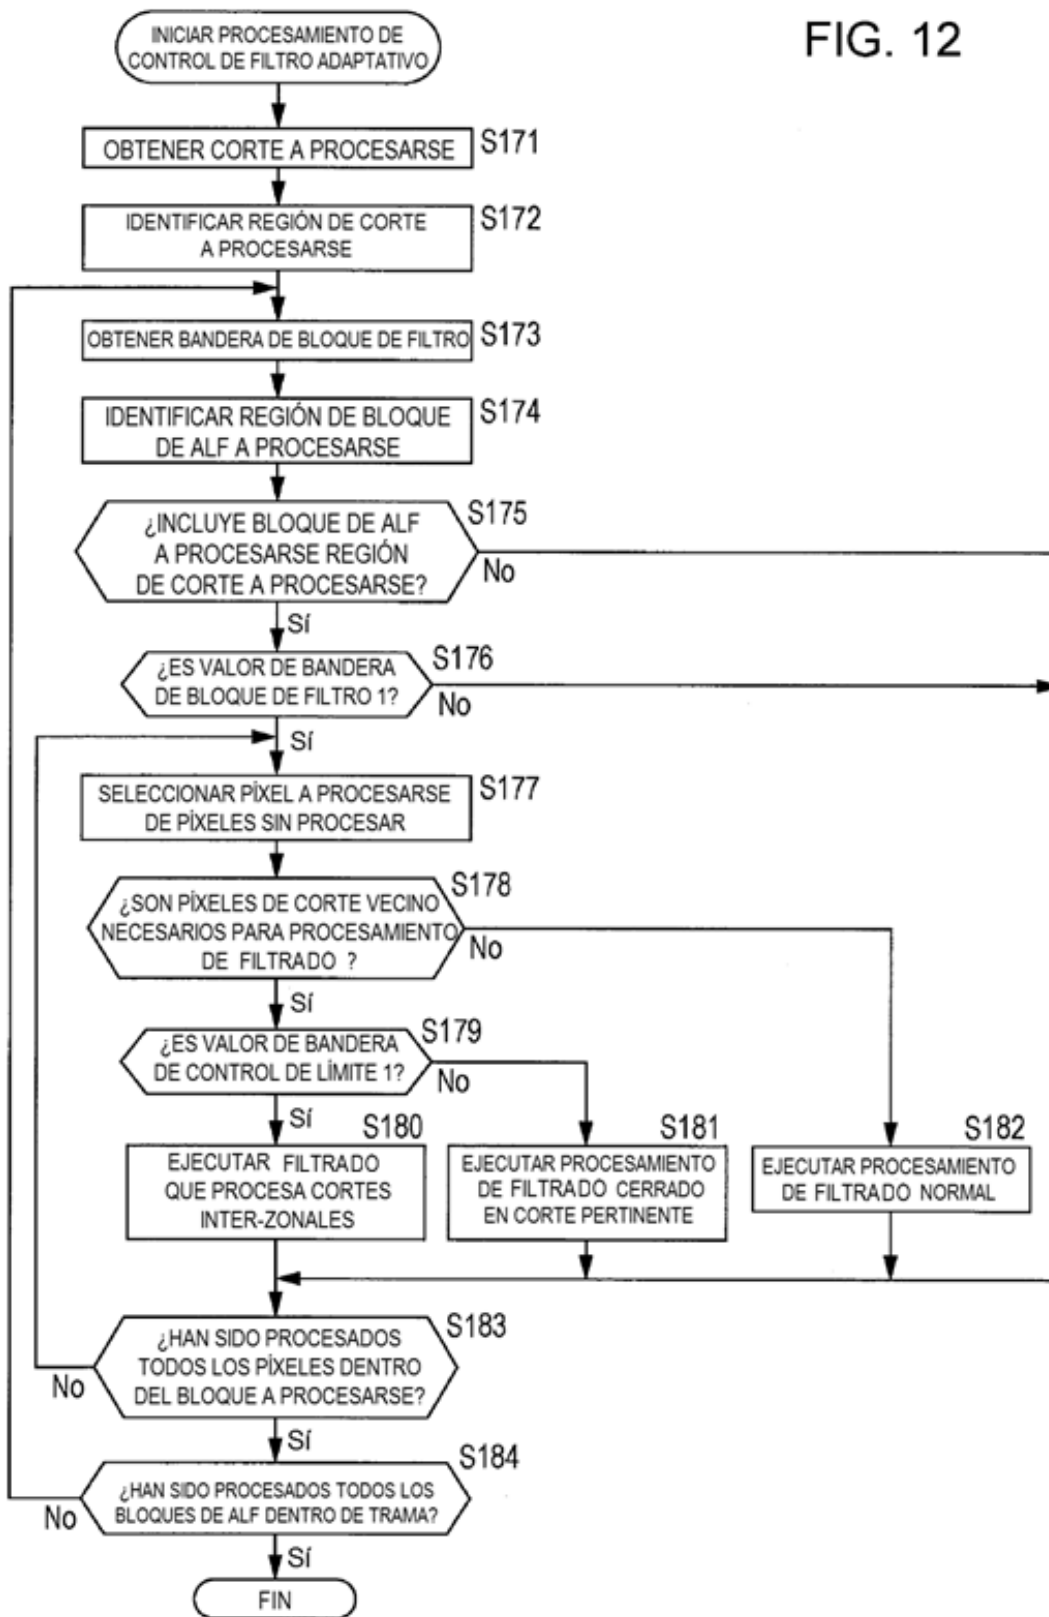 FIG. 12
INICIAR PROCESAMIENTO DE
CONTROL DE FILTRO ADAPTATIVO
OBTENER CORTE A PROCESARSE
S171
IDENTIFICAR REGIÓN DE CORTE
A PROCESARSE
S172
OBTENER BANDERA DE BLOQUE DE FILTRO
S173
IDENTIFICAR REGIÓN DE BLOQUE
DE ALF A PROCESARSE
S174
¿INCLUYE BLOQUE DE ALF
A PROCESARSE REGIÓN
DE CORTE A PROCESARSE?
S175
No
Sí
¿ES VALOR DE BANDERA
DE BLOQUE DE FILTRO 1?
S176
No
Sí
SELECCIONAR PÍXEL A PROCESARSE
DE PÍXELES SIN PROCESAR
S177
¿SON PÍXELES DE CORTE VECINO
NECESARIOS PARA PROCESAMIENTO
DE FILTRADO ?
S178
No
Sí
¿ES VALOR DE BANDERA
DE CONTROL DE LÍMITE 1?
S179
No
Sí
S180
EJECUTAR FILTRADO
QUE PROCESA CORTES
INTER-ZONALES
S181
EJECUTAR PROCESAMIENTO
DE FILTRADO CERRADO
EN CORTE PERTINENTE
S182
EJECUTAR PROCESAMIENTO
DE FILTRADO NORMAL
¿HAN SIDO PROCESADOS
TODOS LOS PÍXELES DENTRO
DEL BLOQUE A PROCESARSE?
S183
No
Sí
¿HAN SIDO PROCESADOS TODOS LOS
BLOQUES DE ALF DENTRO DE TRAMA?
S184
No
Sí
FIN